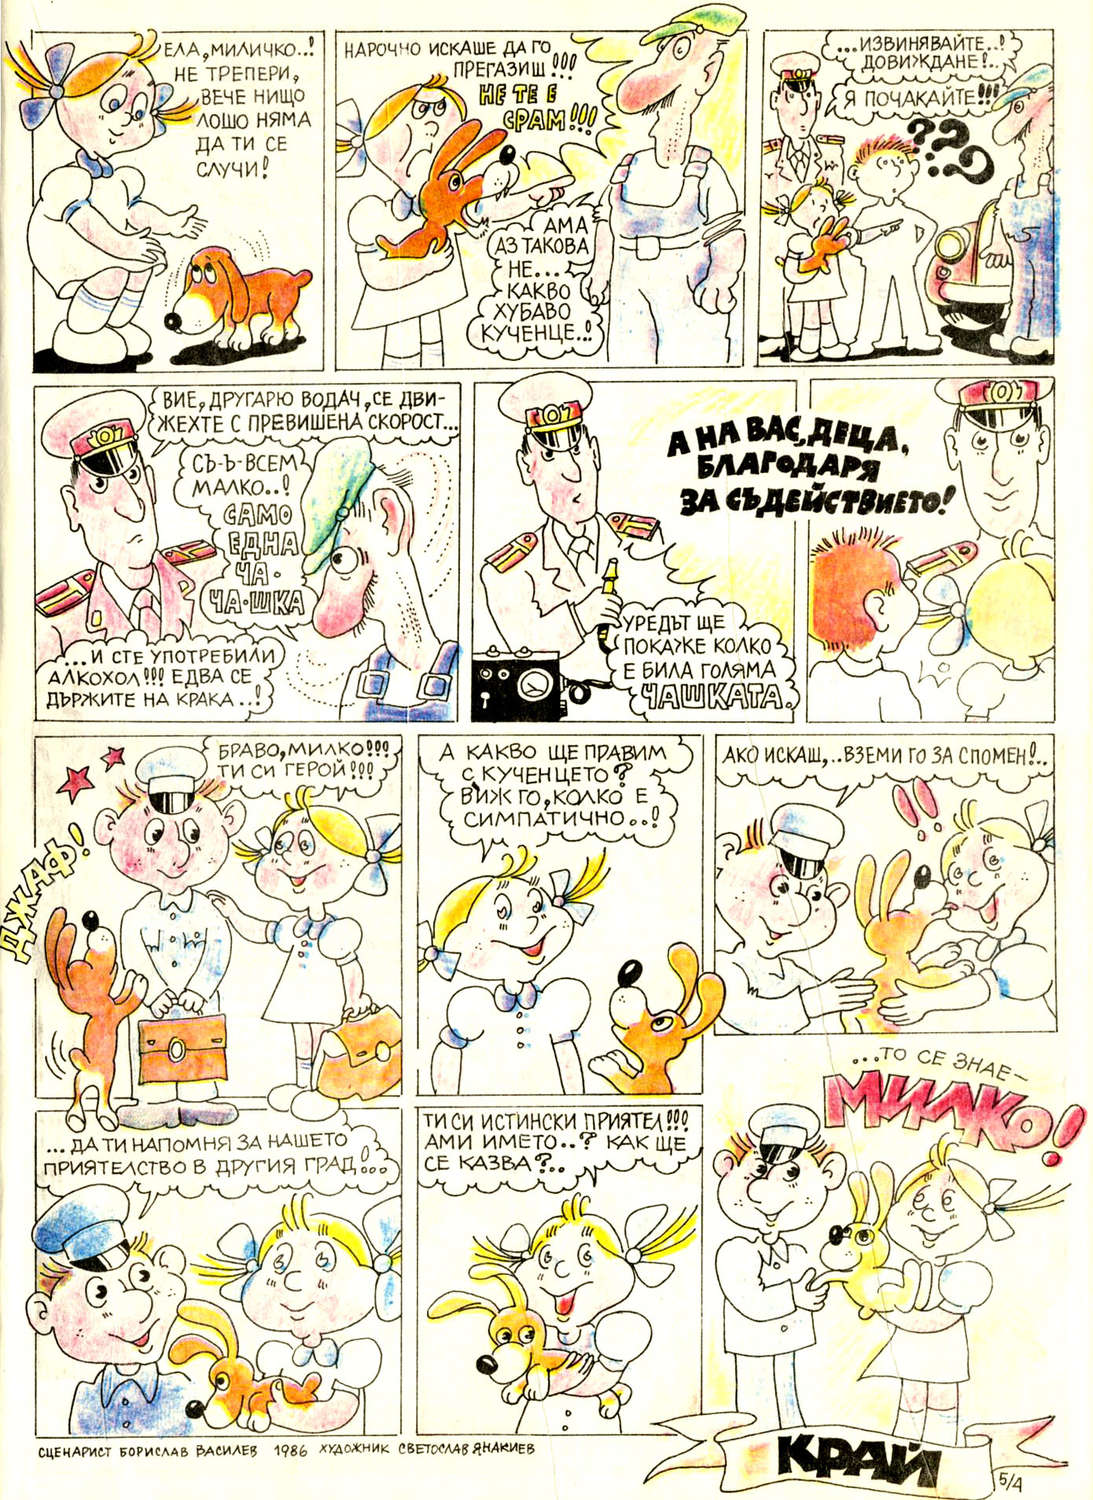 ЕЛА, МИЛИЧКО..!
НЕ ТРЕПЕРИ,
ВЕЧЕ НИЩО
ЛОШО НЯМА
ДА ТИ СЕ
СЛУЧИ!
НАРОЧНО ИСКАШЕ ДА ГО
ПРЕГАЗИШ!!!
НЕ ТЕ Е
СРАМ!!!
АМА
АЗ ТАКОВА
НЕ...
КАКВО
ХУБАВО
КУЧЕНЦЕ..!
...ИЗВИНЯВАЙТЕ..!
ДОВИЖДАНЕ!..
Я ПОЧАКАЙТЕ!!!
???
ВИЕ, ДРУГАРЮ ВОДАЧ, СЕ ДВИ-
ЖЕХТЕ С ПРЕВИШЕНА СКОРОСТ...
СЪ-Ъ-ВСЕМ
МАЛКО..!
САМО
ЕДНА
ЧА-
ЧА-ШКА
...И СТЕ УПОТРЕБИЛИ
АЛКОХОЛ!!! ЕДВА СЕ
ДЪРЖИТЕ НА КРАКА..!
УРЕДЪТ ЩЕ
ПОКАЖЕ КОЛКО
Е БИЛА ГОЛЯМА
ЧАШКАТА.
А НА ВАС, ДЕЦА,
БЛАГОДАРЯ
ЗА СЪДЕЙСТВИЕТО!
БРАВО, МИЛКО!!!
ТИ СИ ГЕРОЙ!!!
ДЖАФ!
А КАКВО ЩЕ ПРАВИМ
С КУЧЕНЦЕТО?
ВИЖ ГО, КОЛКО Е
СИМПАТИЧНО..!
АКО ИСКАШ,..ВЗЕМИ ГО ЗА СПОМЕН!..
!!
...ДА ТИ НАПОМНЯ ЗА НАШЕТО
ПРИЯТЕЛСТВО В ДРУГИЯ ГРАД!...
ТИ СИ ИСТИНСКИ ПРИЯТЕЛ!!!
АМИ ИМЕТО..? КАК ЩЕ
СЕ КАЗВА?..
...ТО СЕ ЗНАЕ—
МИЛКО!
КРАЙ
СЦЕНАРИСТ БОРИСЛАВ ВАСИЛЕВ 1986 ХУДОЖНИК СВЕТОСЛАВ ЯНАКИЕВ
5/4